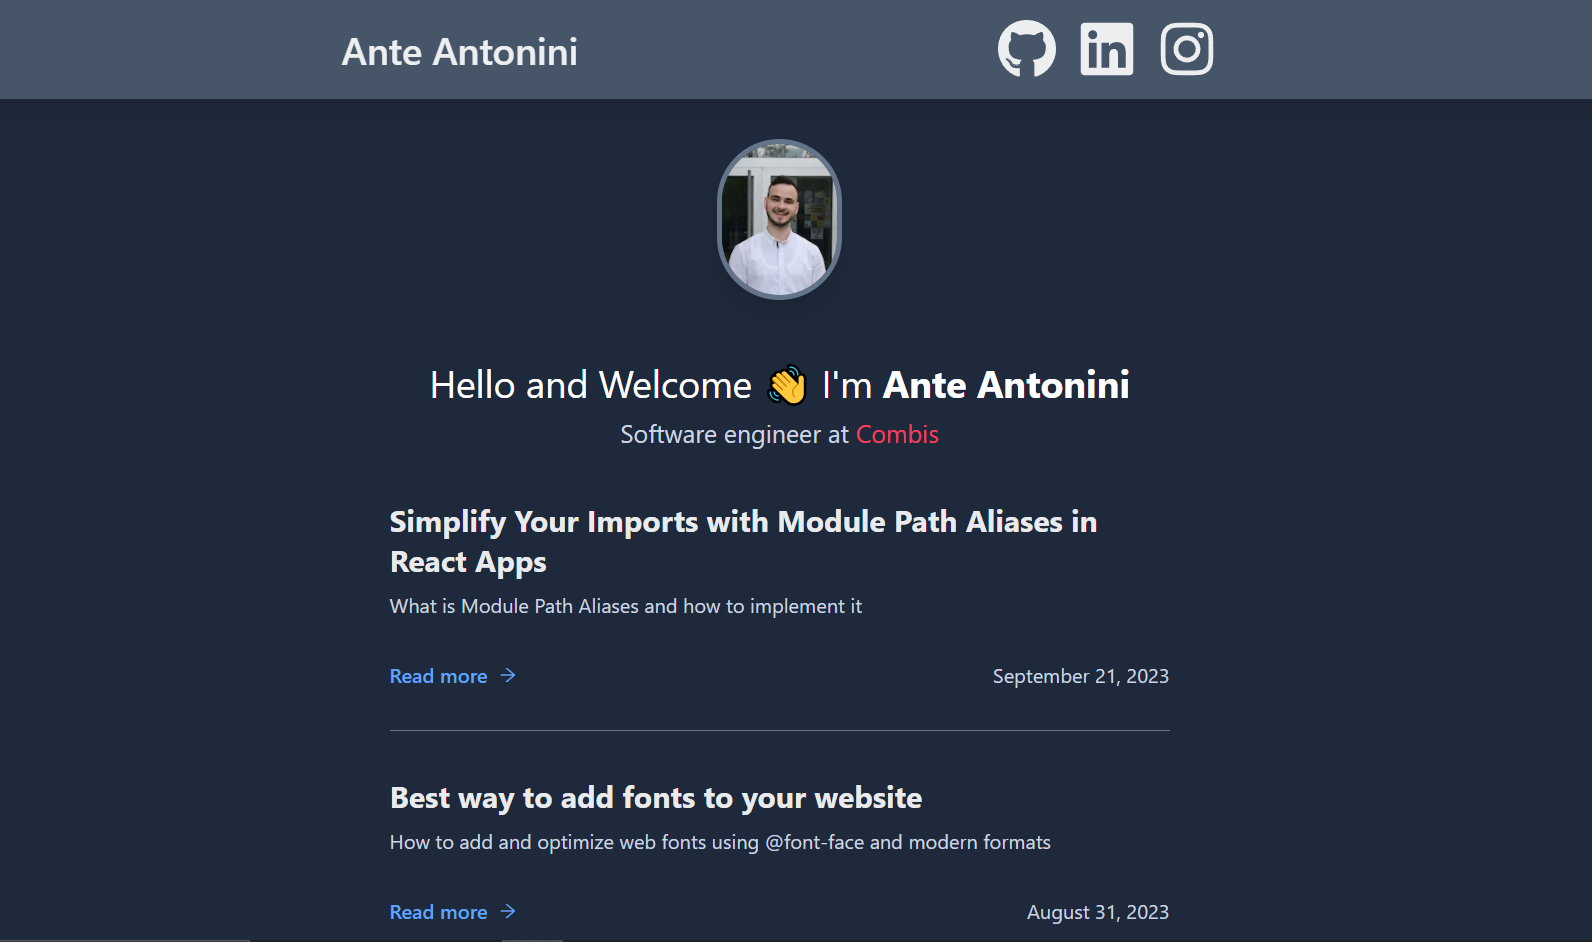 Ante Antonini
Hello and Welcome 👋 I'm Ante Antonini
Software engineer at Combis
Simplify Your Imports with Module Path Aliases in
React Apps
What is Module Path Aliases and how to implement it
Read more → September 21, 2023
Best way to add fonts to your website
How to add and optimize web fonts using @font-face and modern formats
Read more → August 31, 2023